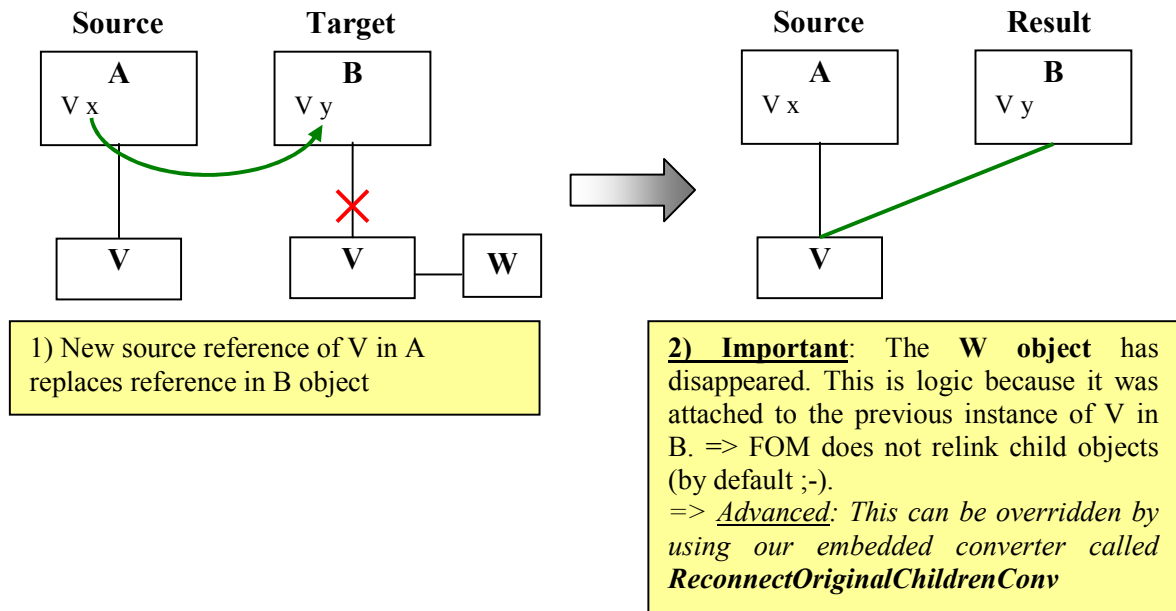 Source Target
A B
V x V y
V V W
1) New source reference of V in A
replaces reference in B object
Source Result
A B
V x V y
V
2) Important: The W object has
disappeared. This is logic because it was
attached to the previous instance of V in
B. => FOM does not relink child objects
(by default ;-).
=> Advanced: This can be overridden by
using our embedded converter called
ReconnectOriginalChildrenConv